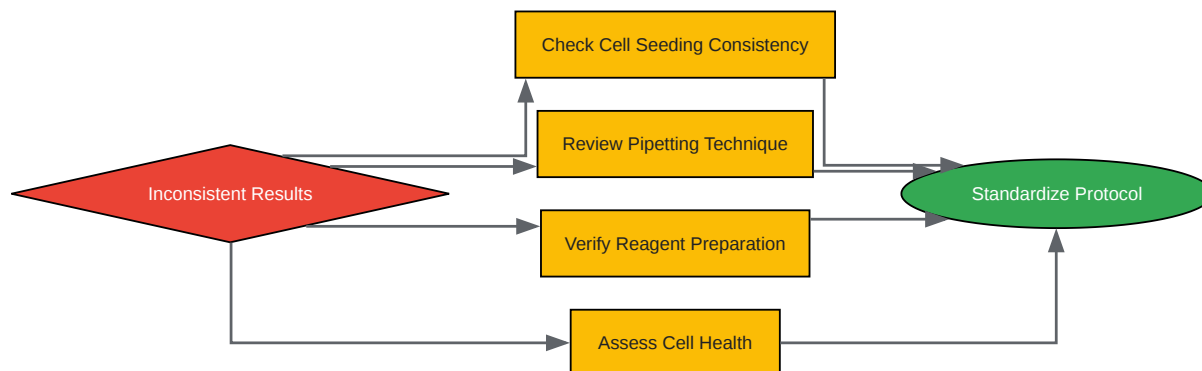 Check Cell Seeding Consistency
Review Pipetting Technique
Inconsistent Results
Standardize Protocol
Verify Reagent Preparation
Assess Cell Health